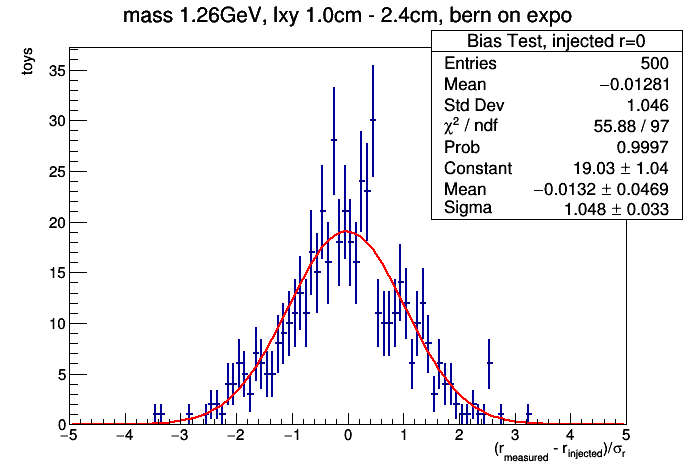 mass 1.26GeV, lxy 1.0cm - 2.4cm, bern on expo
Bias Test, injected r=0
Entries 500
Mean −0.01281
Std Dev 1.046
χ² / ndf 55.88 / 97
Prob 0.9997
Constant 19.03 ± 1.04
Mean −0.0132 ± 0.0469
Sigma 1.048 ± 0.033
toys
35
30
25
20
15
10
5
0
−5 −4 −3 −2 −1 0 1 2 3 4 5
(r_measured - r_injected)/σ_r